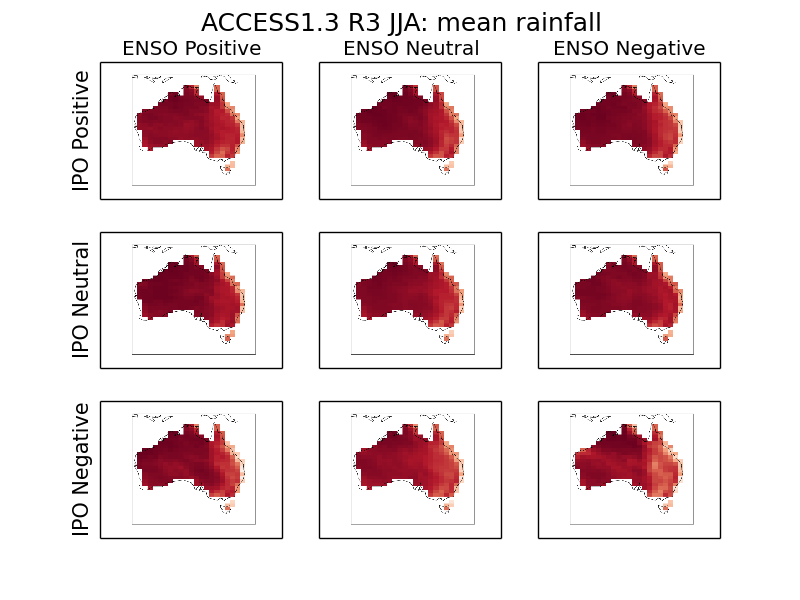 ACCESS1.3 R3 JJA: mean rainfall
ENSO Positive
ENSO Neutral
ENSO Negative
IPO Positive
IPO Neutral
IPO Negative